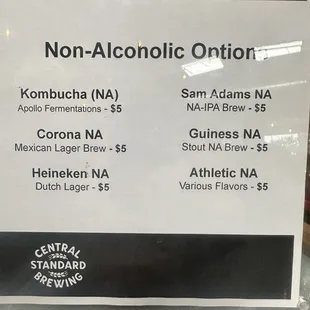 Non-Alcoholic Option
Kombucha (NA)
Apollo Fermentations - $5
Corona NA
Mexican Lager Brew - $5
Heineken NA
Dutch Lager - $5
Sam Adams NA
NA-IPA Brew - $5
Guiness NA
Stout NA Brew - $5
Athletic NA
Various Flavors - $5
CENTRAL
STANDARD
BREWING